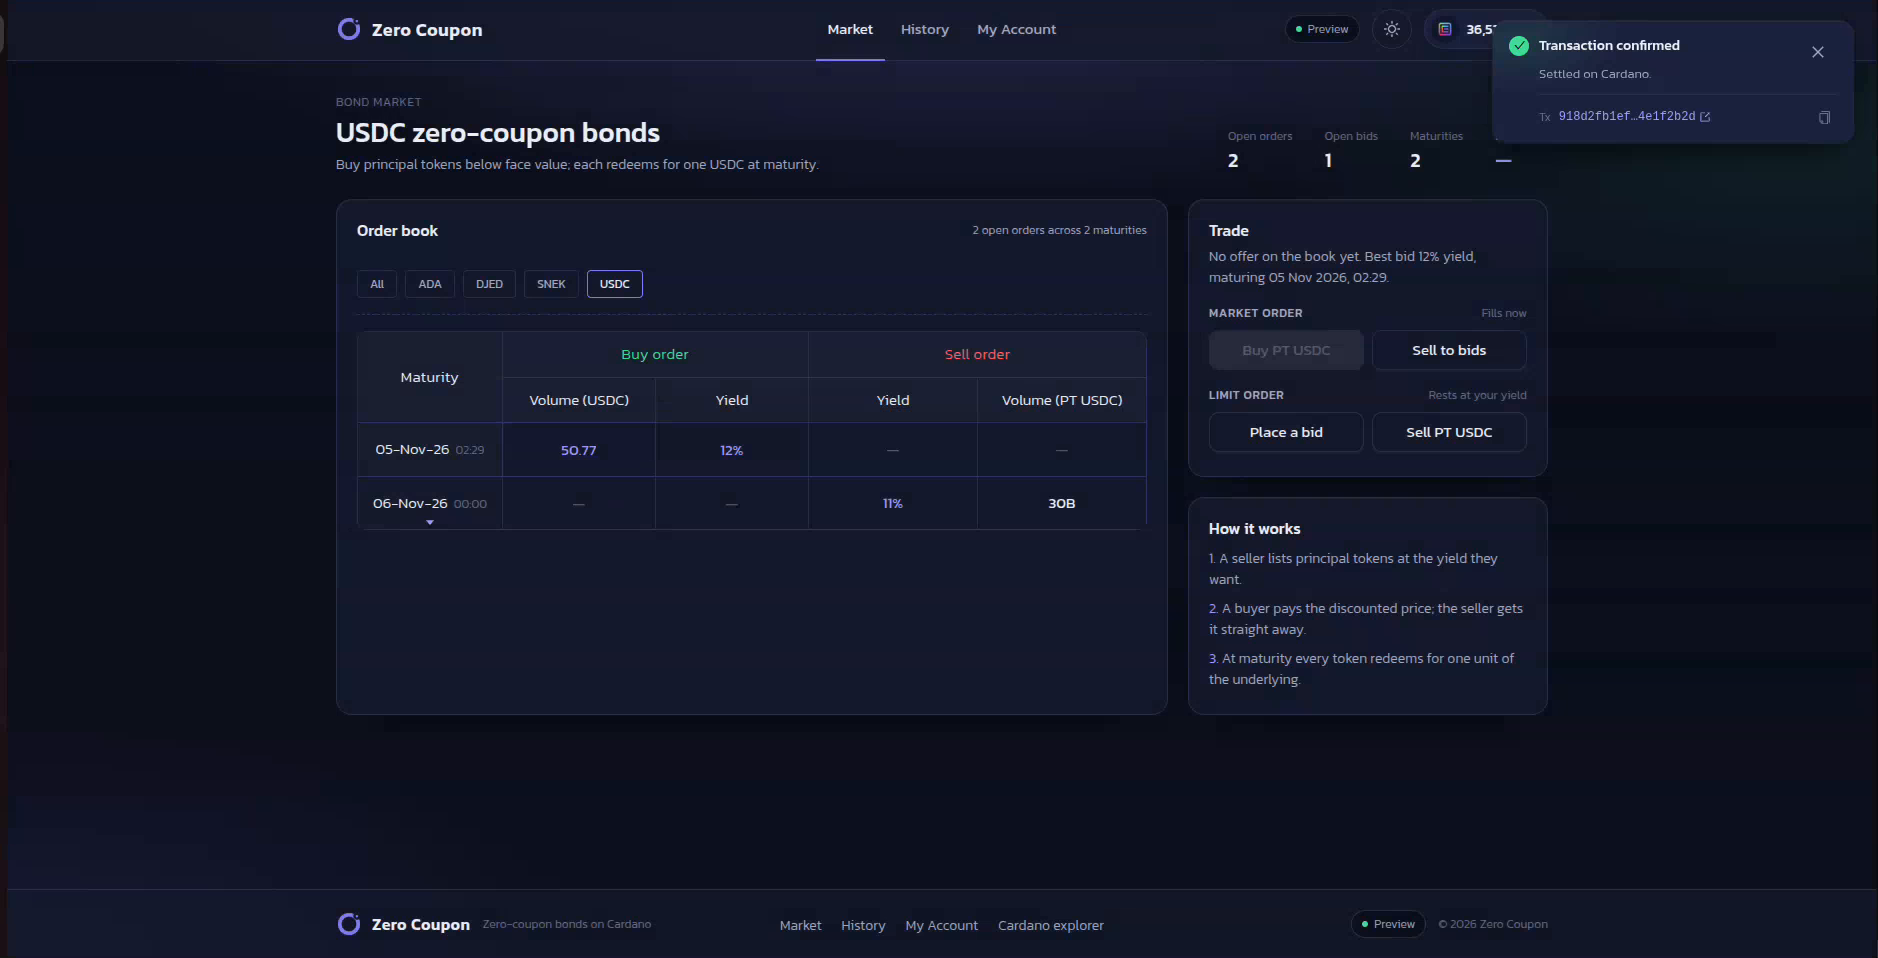 Zero Coupon
Market
History
My Account
Preview
Transaction confirmed
Settled on Cardano.
Tx 918d2fb1ef…4e1f2b2d
BOND MARKET
USDC zero-coupon bonds
Buy principal tokens below face value; each redeems for one USDC at maturity.
Open orders
2
Open bids
1
Maturities
2
—
Order book
2 open orders across 2 maturities
All
ADA
DJED
SNEK
USDC
Maturity
Buy order
Sell order
Volume (USDC)
Yield
Yield
Volume (PT USDC)
05-Nov-26 02:29
50.77
12%
—
—
06-Nov-26 00:00
—
—
11%
30B
Trade
No offer on the book yet. Best bid 12% yield,
maturing 05 Nov 2026, 02:29.
MARKET ORDER
Fills now
Buy PT USDC
Sell to bids
LIMIT ORDER
Rests at your yield
Place a bid
Sell PT USDC
How it works
1. A seller lists principal tokens at the yield they
want.
2. A buyer pays the discounted price; the seller gets
it straight away.
3. At maturity every token redeems for one unit of
the underlying.
Zero Coupon
Zero-coupon bonds on Cardano
Market
History
My Account
Cardano explorer
Preview
© 2026 Zero Coupon